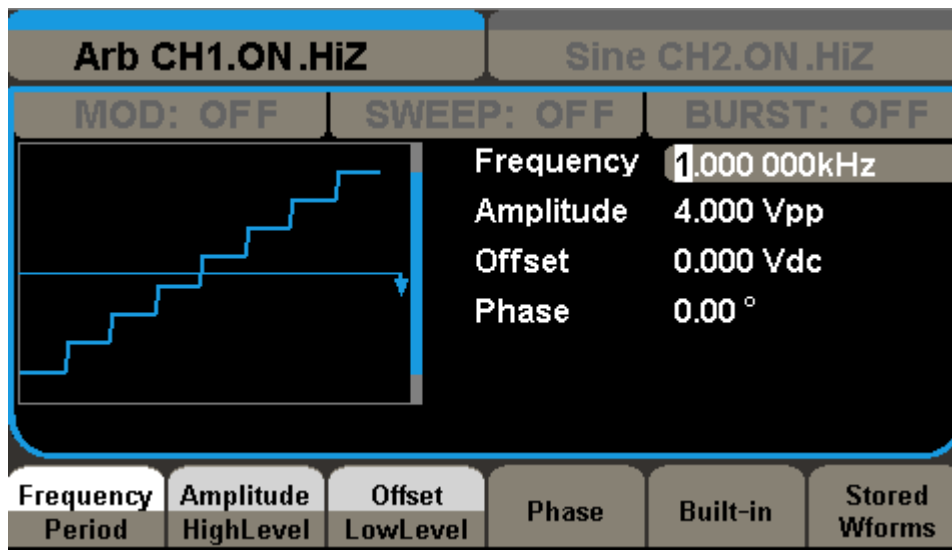 Arb CH1.ON.HiZ
Sine CH2.ON.HiZ
MOD: OFF
SWEEP: OFF
BURST: OFF
Frequency 1.000 000kHz
Amplitude 4.000 Vpp
Offset 0.000 Vdc
Phase 0.00 °
Frequency
Period
Amplitude
HighLevel
Offset
LowLevel
Phase
Built-in
Stored
Wforms